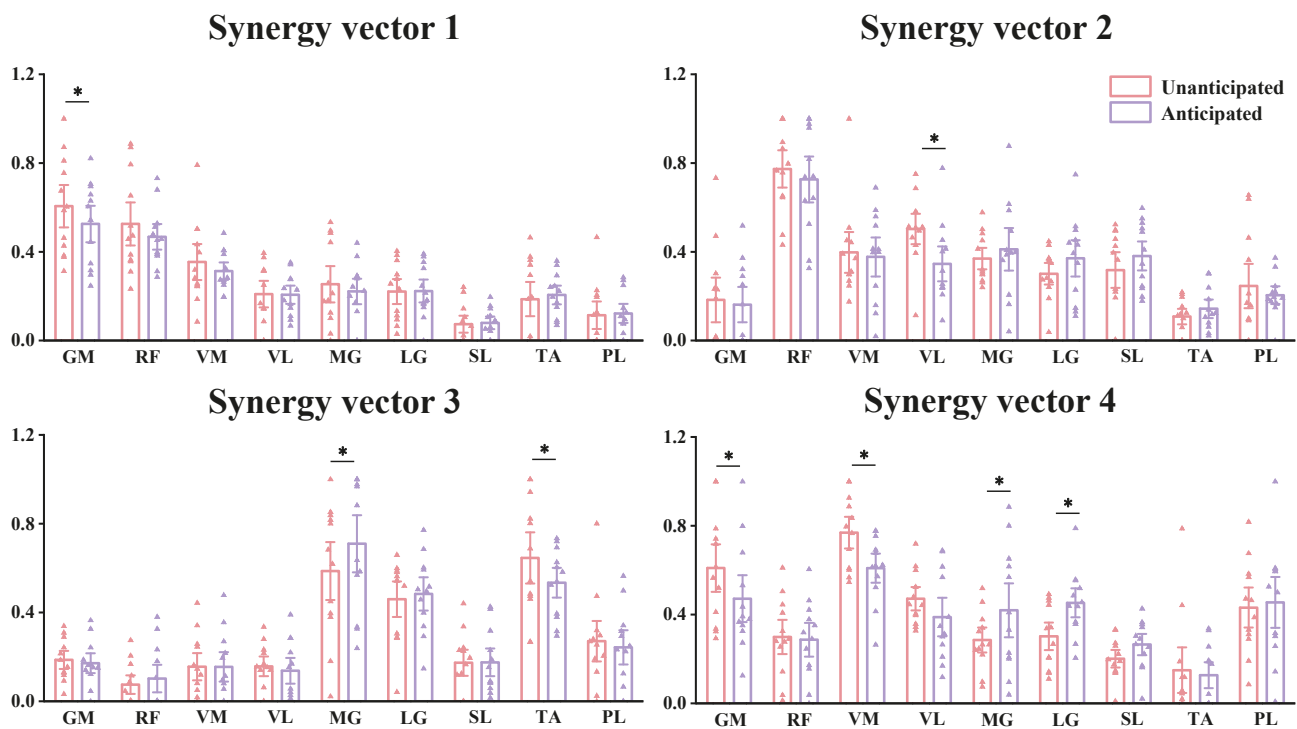 Synergy vector 1
1.2
0.8
0.4
0.0
*
GM RF VM VL MG LG SL TA PL
Synergy vector 2
1.2
0.8
0.4
0.0
*
Unanticipated
Anticipated
GM RF VM VL MG LG SL TA PL
Synergy vector 3
1.2
0.8
0.4
0.0
* *
GM RF VM VL MG LG SL TA PL
Synergy vector 4
1.2
0.8
0.4
0.0
* * * *
GM RF VM VL MG LG SL TA PL